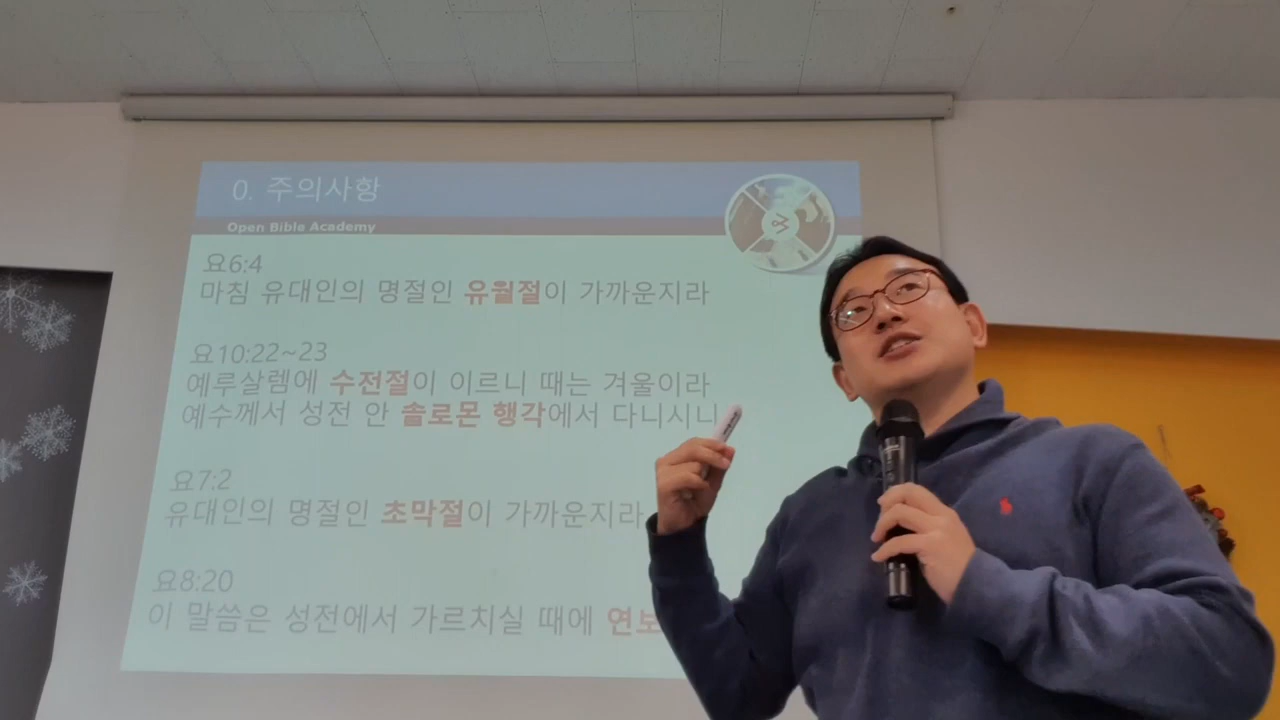 0. 주의사항
Open Bible Academy
요6:4
마침 유대인의 명절인 유월절이 가까운지라
요10:22~23
예루살렘에 수전절이 이르니 때는 겨울이라
예수께서 성전 안 솔로몬 행각에서 다니시니
요7:2
유대인의 명절인 초막절이 가까운지라
요8:20
이 말씀은 성전에서 가르치실 때에 연보